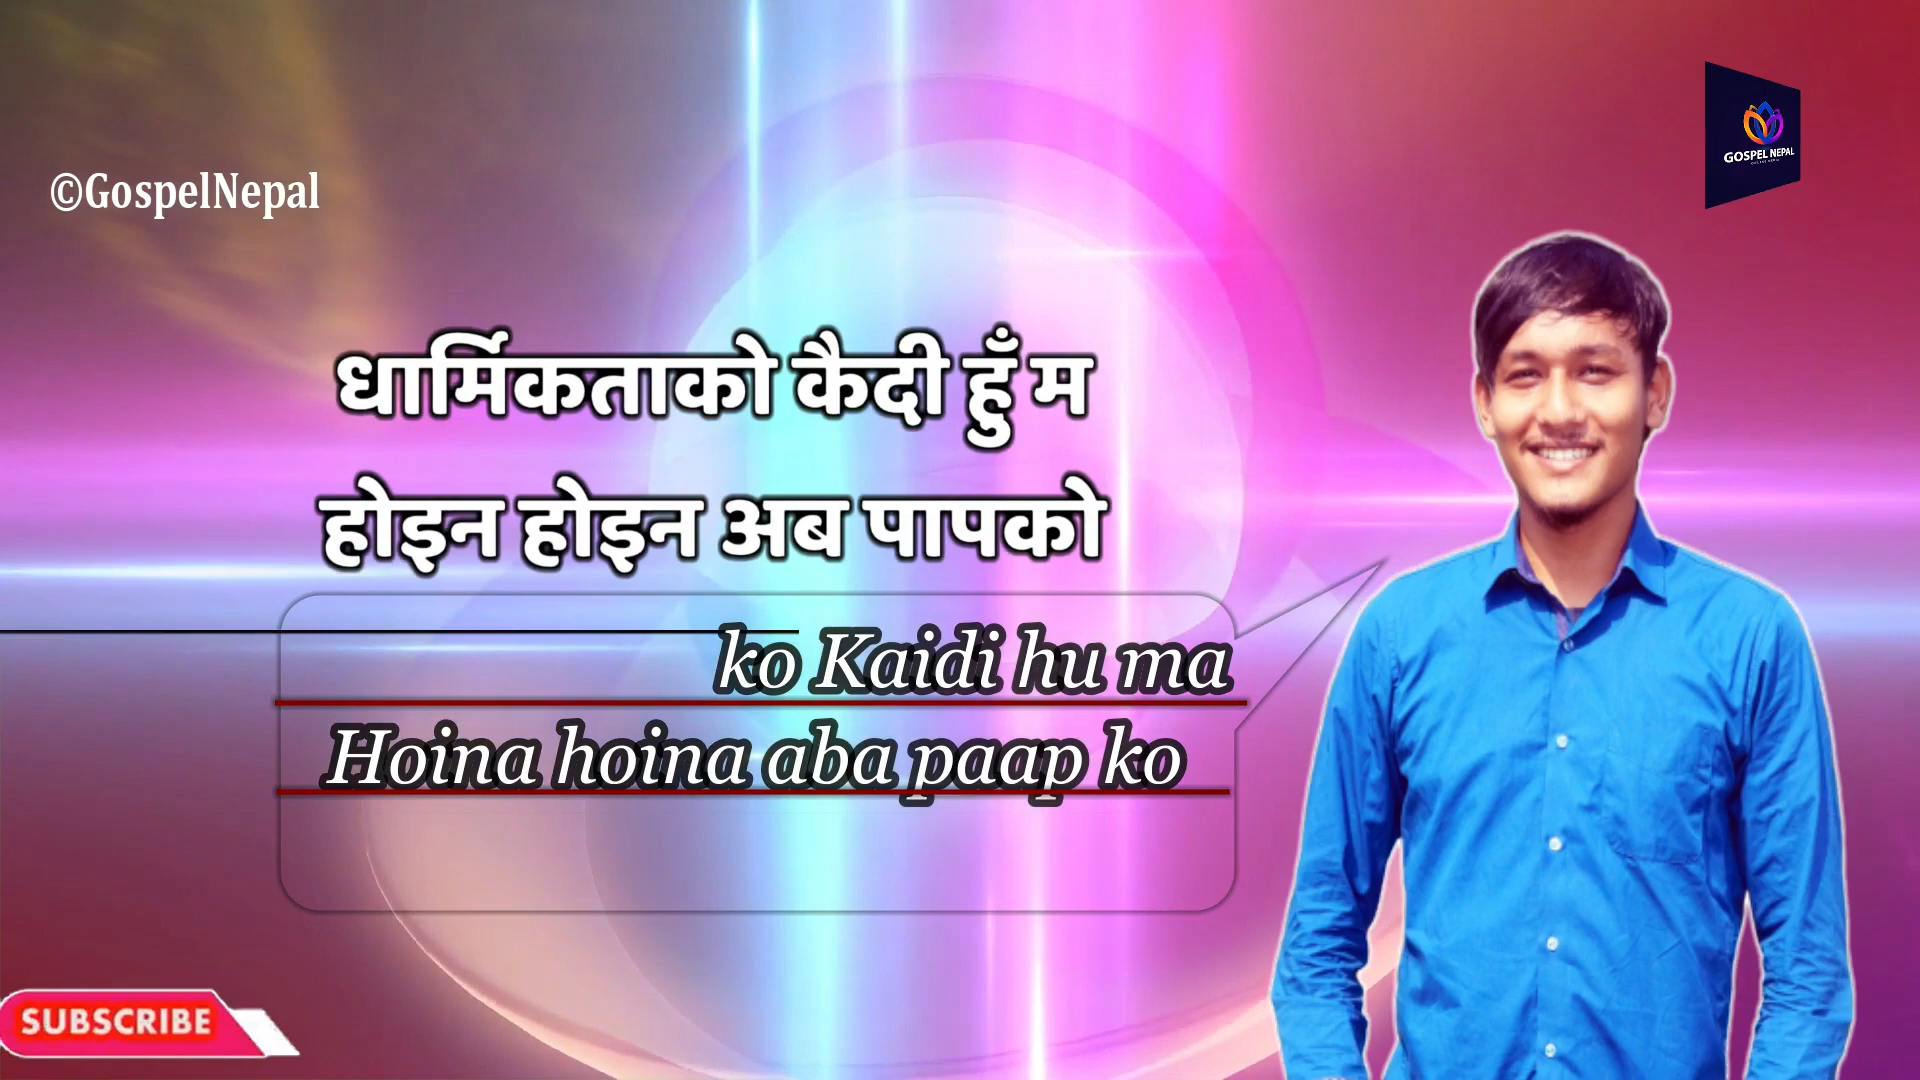 ©GospelNepal
GOSPEL NEPAL
धार्मिकताको कैदी हुँ म
होइन होइन अब पापको
ko Kaidi hu ma
Hoina hoina aba paap ko
SUBSCRIBE